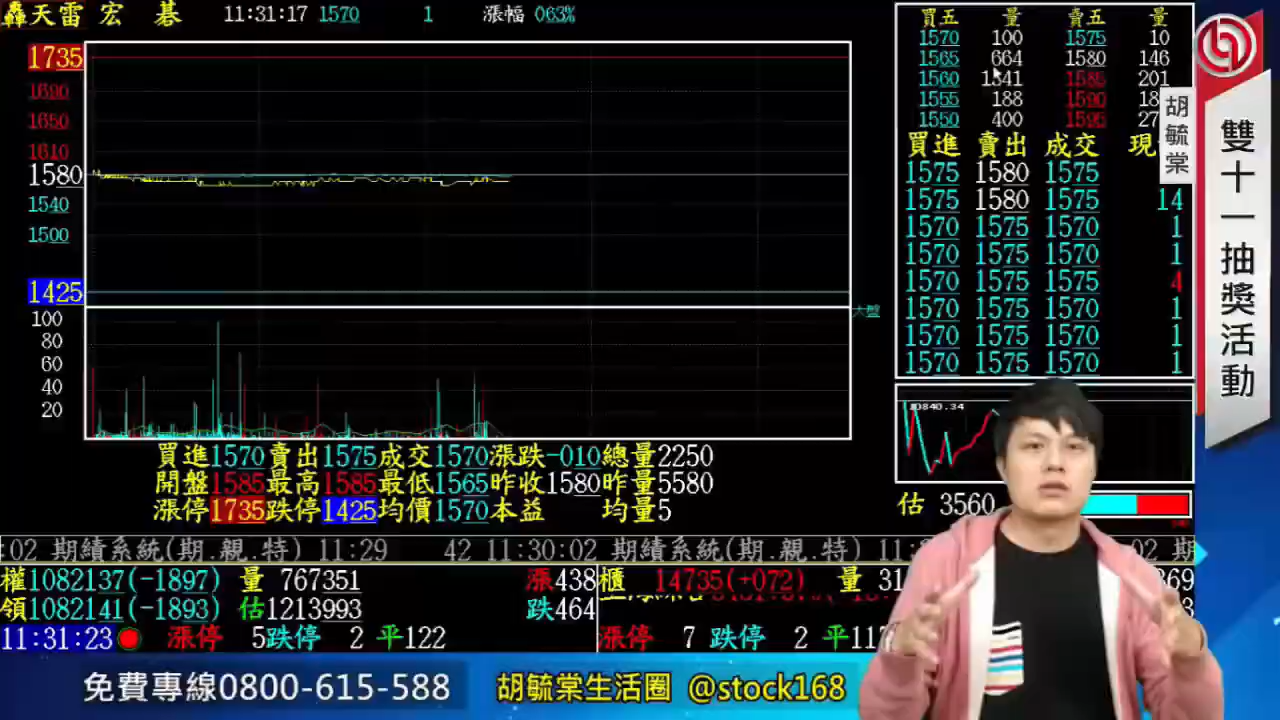 轟天雷 宏 碁 11:31:17 1570 1 漲幅 063%
1735
1690
1650
1610
1580
1540
1500
1425
100
80
60
40
20
大盤
買五 量 賣五 量
1570 100 1575 10
1565 664 1580 146
1560 1341 1585 201
1555 188 1590
1550 400 1595
買進 賣出 成交
1575 1580 1575
1575 1580 1575 14
1570 1575 1570 1
1570 1575 1570 1
1570 1575 1570 4
1570 1575 1570 1
1570 1575 1570 1
1570 1575 1570 1
胡毓棠
雙十一抽獎活動
10840.34
估 3560
買進1570賣出1575成交1570漲跌-010總量2250
開盤1585最高1585最低1565昨收1580昨量5580
漲停1735跌停1425均價1570本益 均量5
:02 期績系統(期.親.特) 11:29 42 11:30:02 期績系統(期.親.特)
權1082137(-1897) 量 767351 漲438
櫃 14735(+072) 量
領1082141(-1893) 估1213993 跌464
11:31:23 漲停 5跌停 2 平122
漲停 7 跌停 2
免費專線0800-615-588 胡毓棠生活圈 @stock168